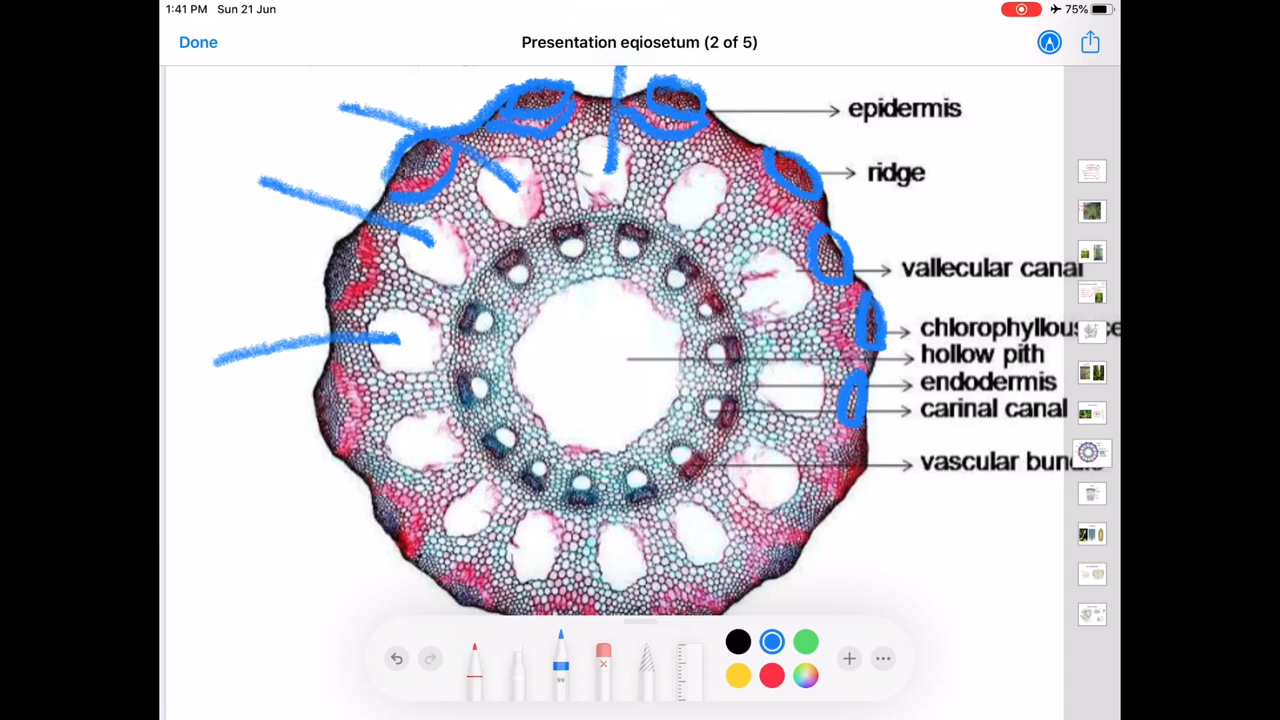 1:41 PM Sun 21 Jun
75%
Done
Presentation eqiosetum (2 of 5)
epidermis
ridge
vallecular canal
chlorophyllous
hollow pith
endodermis
carinal canal
vascular
99